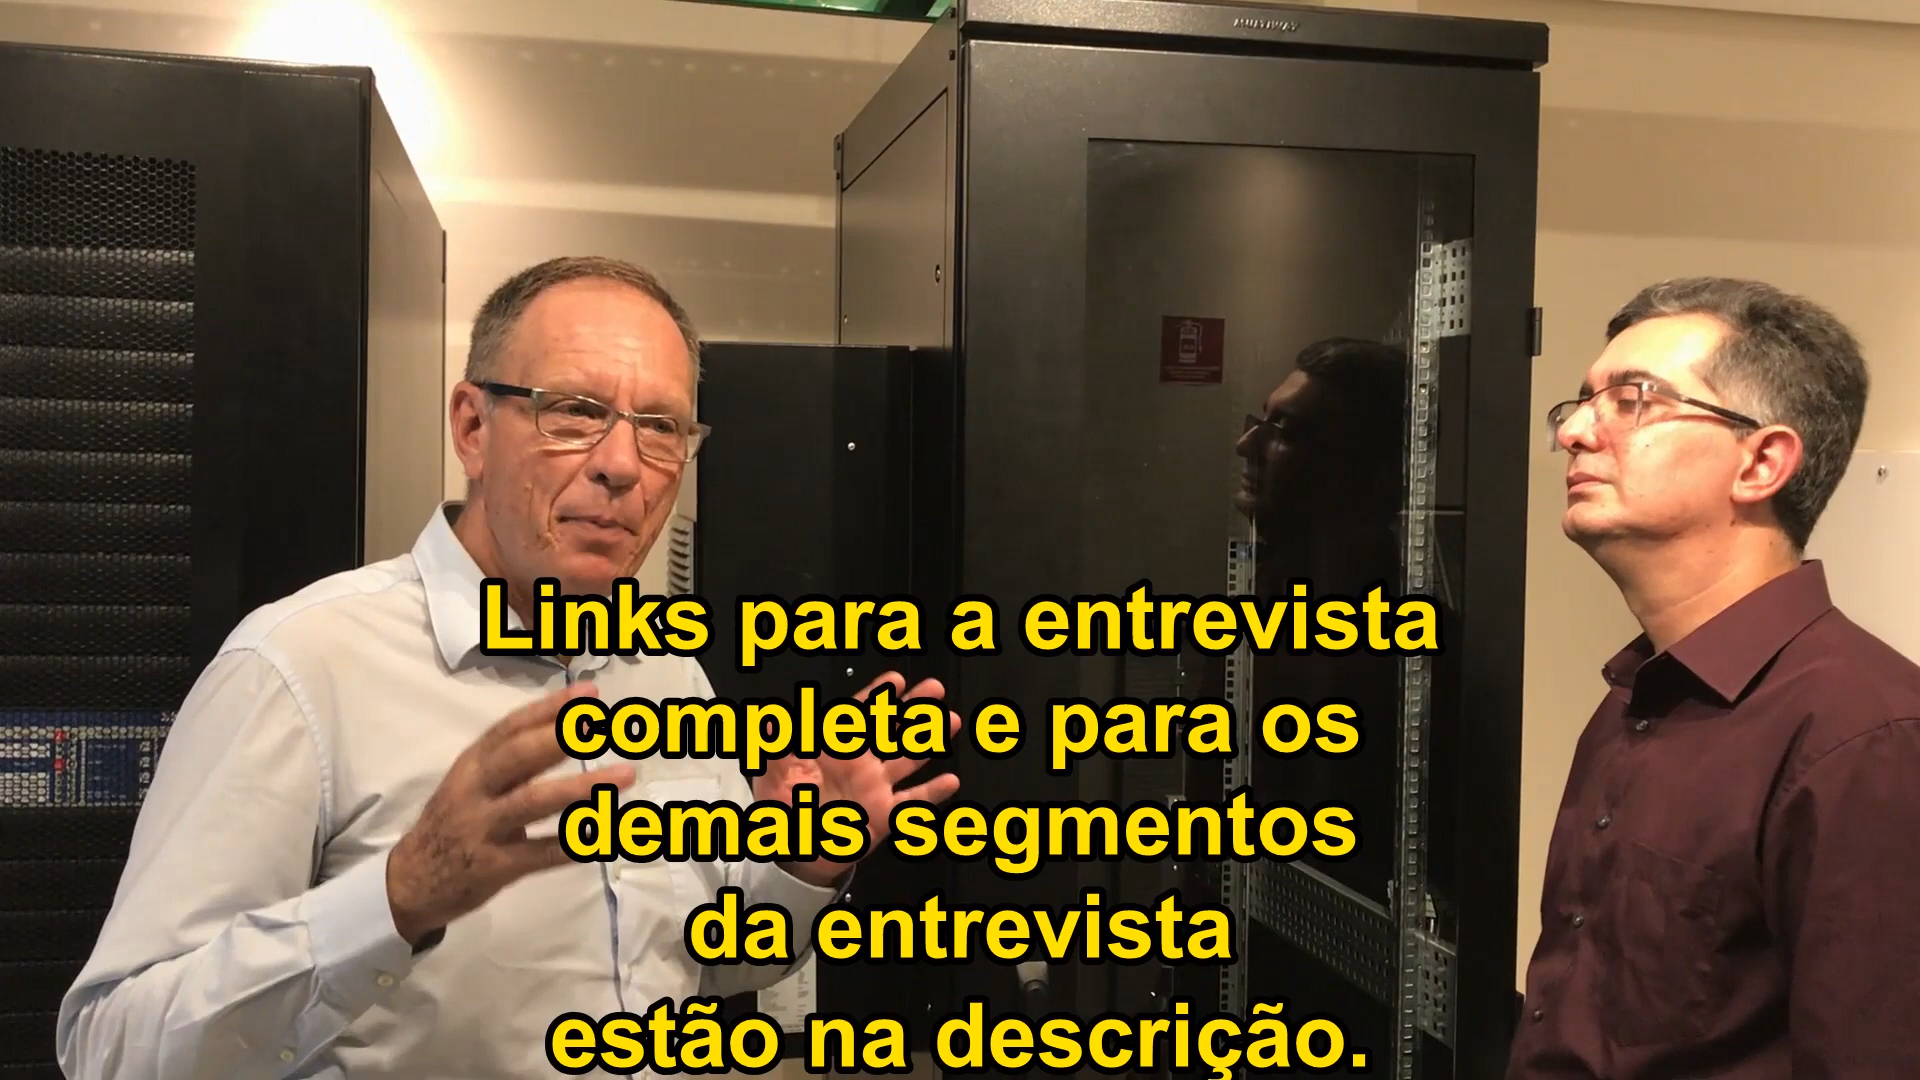 Links para a entrevista
completa e para os
demais segmentos
da entrevista
estão na descrição.